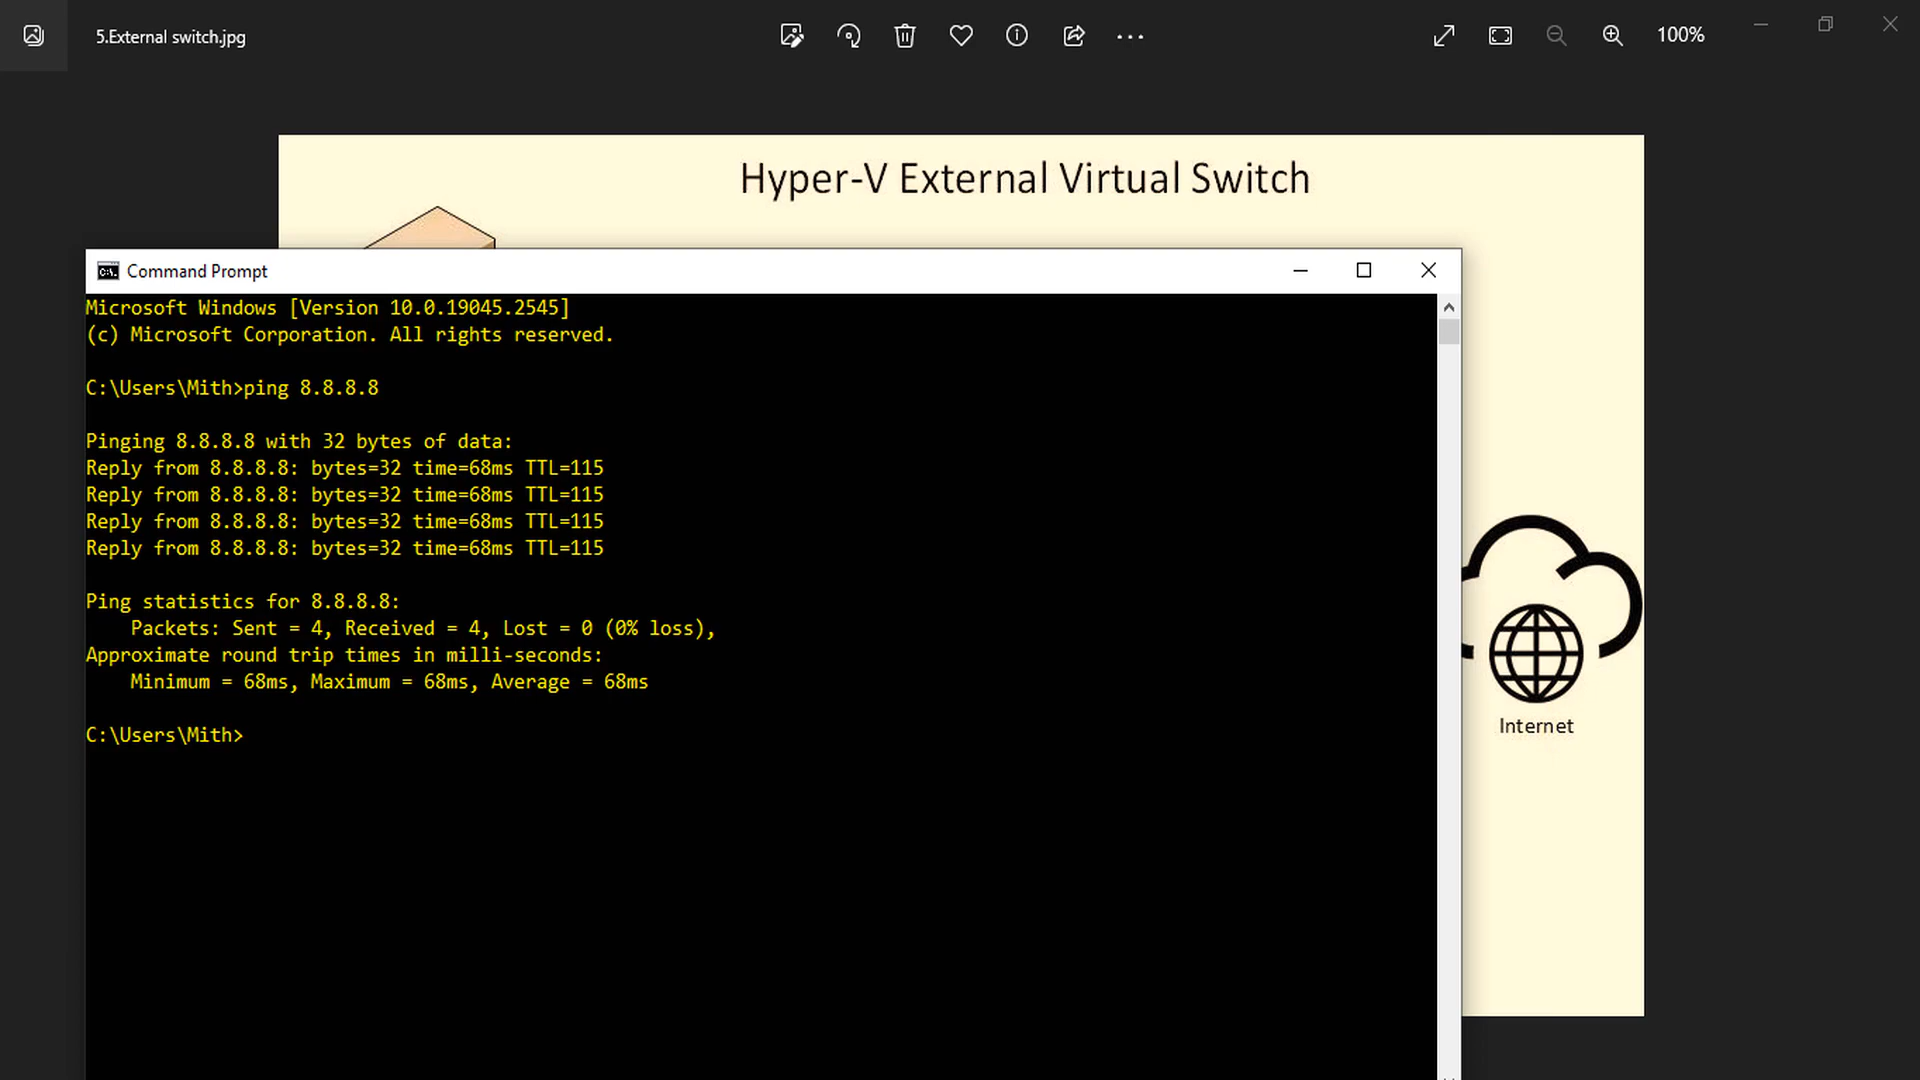 5.External switch.jpg
100%
Hyper-V External Virtual Switch
Command Prompt
Microsoft Windows [Version 10.0.19045.2545]
(c) Microsoft Corporation. All rights reserved.
C:\Users\Mith>ping 8.8.8.8
Pinging 8.8.8.8 with 32 bytes of data:
Reply from 8.8.8.8: bytes=32 time=68ms TTL=115
Reply from 8.8.8.8: bytes=32 time=68ms TTL=115
Reply from 8.8.8.8: bytes=32 time=68ms TTL=115
Reply from 8.8.8.8: bytes=32 time=68ms TTL=115
Ping statistics for 8.8.8.8:
Packets: Sent = 4, Received = 4, Lost = 0 (0% loss),
Approximate round trip times in milli-seconds:
Minimum = 68ms, Maximum = 68ms, Average = 68ms
C:\Users\Mith>
Internet